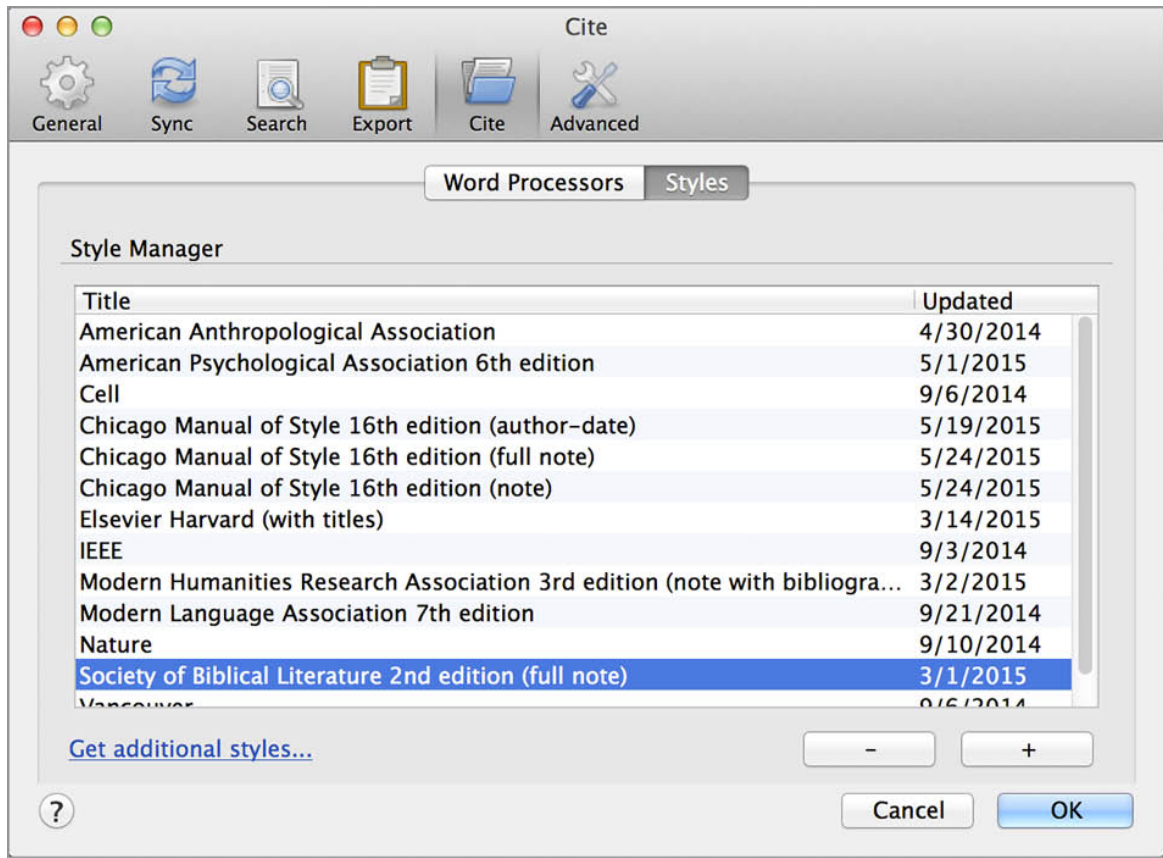 Cite
General Sync Search Export Cite Advanced
Word Processors Styles
Style Manager
Title Updated
American Anthropological Association 4/30/2014
American Psychological Association 6th edition 5/1/2015
Cell 9/6/2014
Chicago Manual of Style 16th edition (author-date) 5/19/2015
Chicago Manual of Style 16th edition (full note) 5/24/2015
Chicago Manual of Style 16th edition (note) 5/24/2015
Elsevier Harvard (with titles) 3/14/2015
IEEE 9/3/2014
Modern Humanities Research Association 3rd edition (note with bibliogra... 3/2/2015
Modern Language Association 7th edition 9/21/2014
Nature 9/10/2014
Society of Biblical Literature 2nd edition (full note) 3/1/2015
Vancouver 9/6/2014
Get additional styles... - +
? Cancel OK